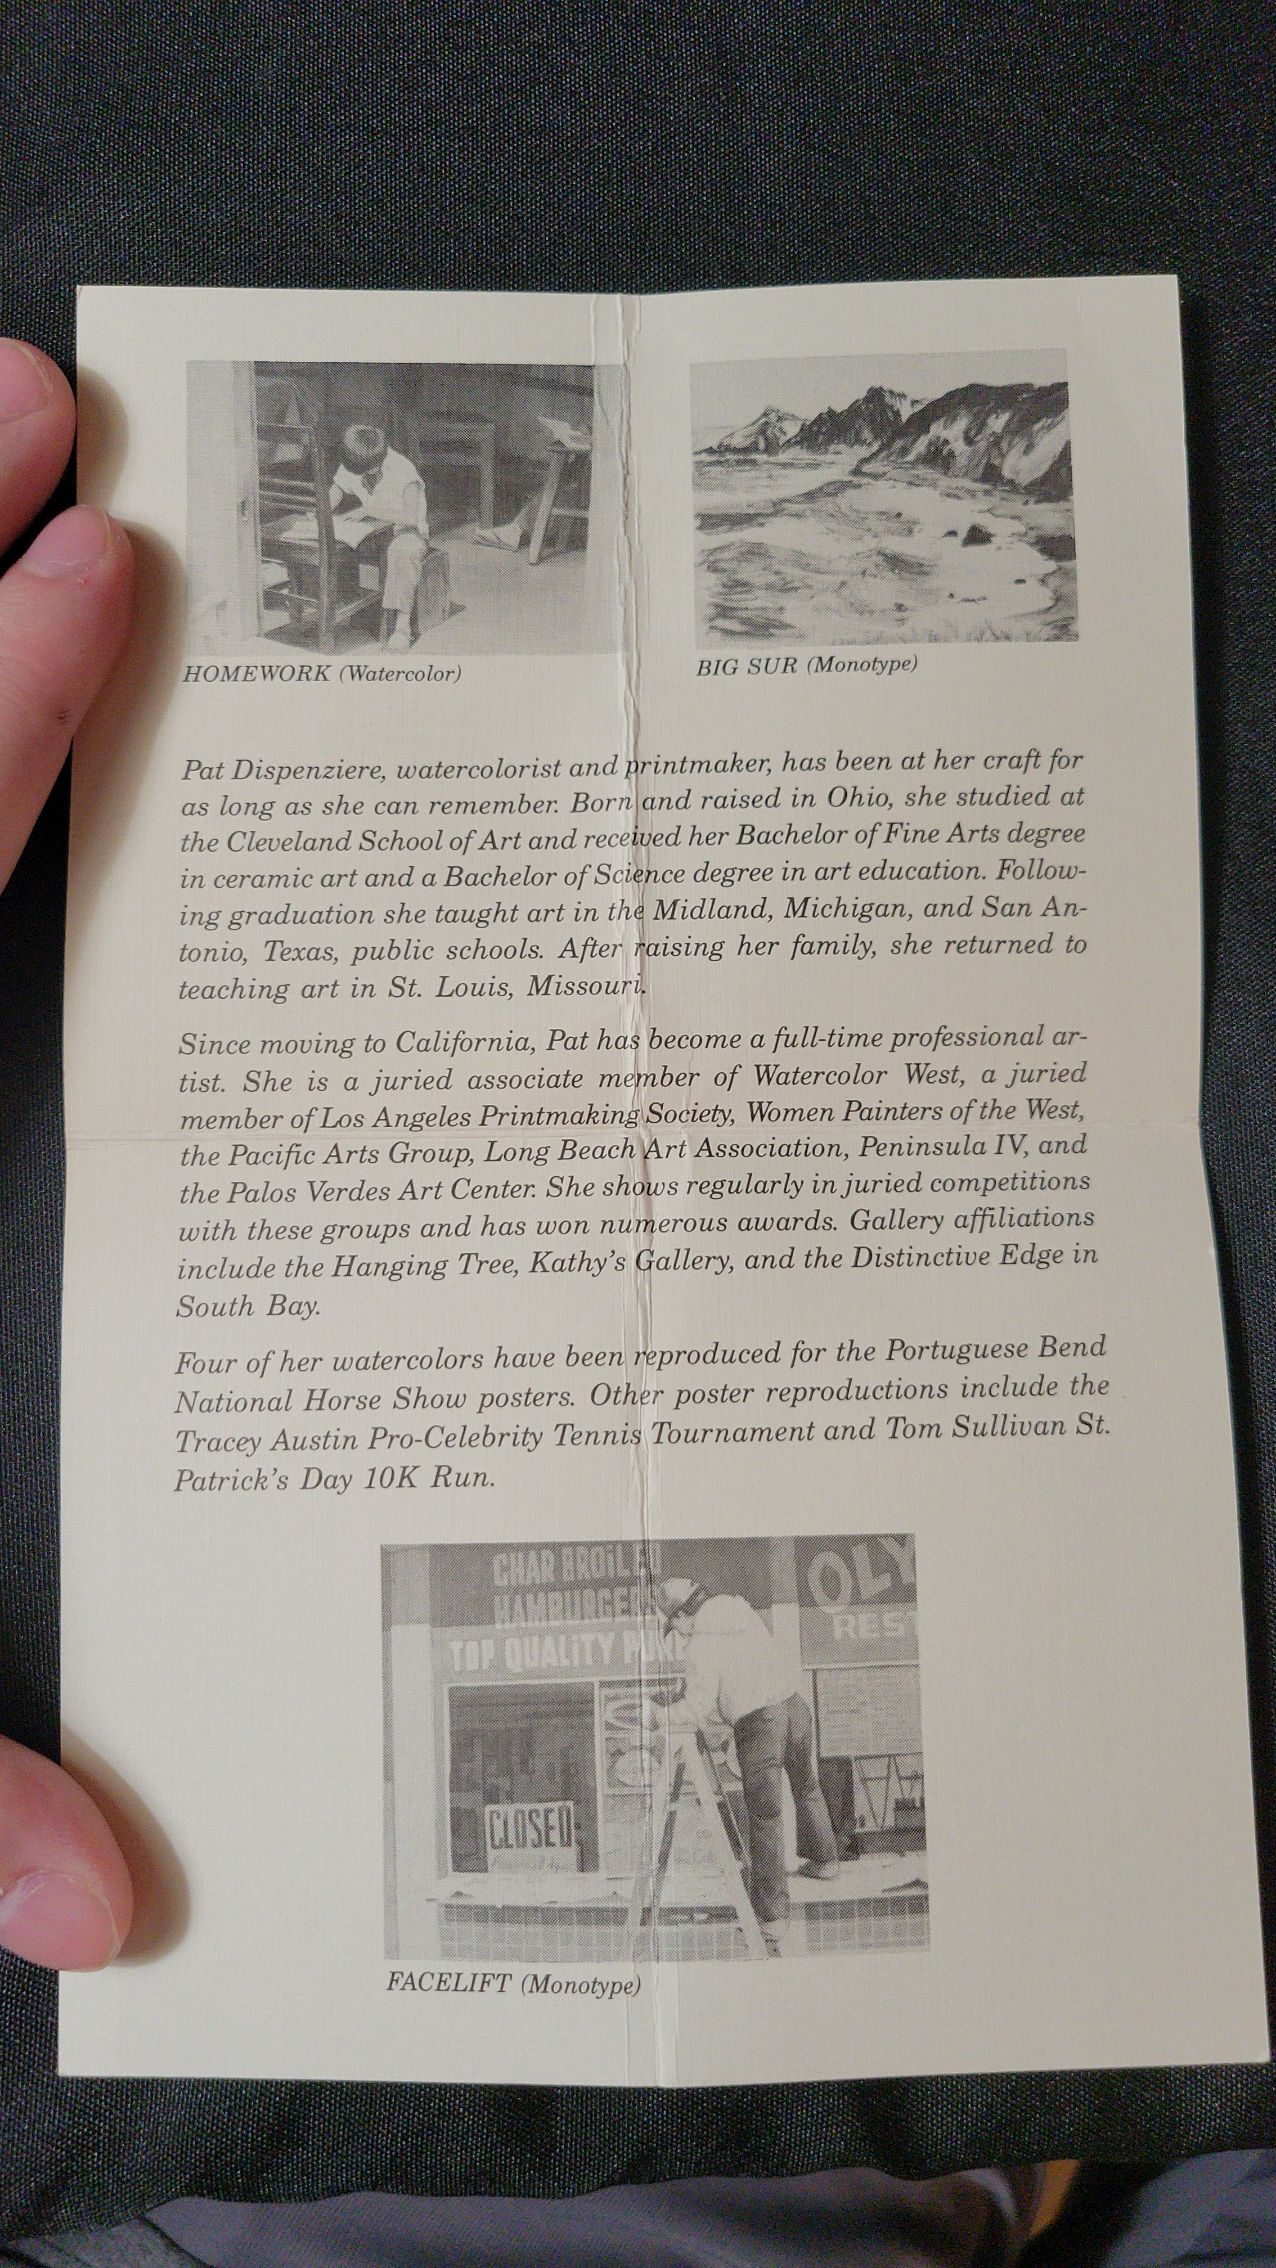 HOMEWORK (Watercolor)
BIG SUR (Monotype)
Pat Dispenziere, watercolorist and printmaker, has been at her craft for
as long as she can remember. Born and raised in Ohio, she studied at
the Cleveland School of Art and received her Bachelor of Fine Arts degree
in ceramic art and a Bachelor of Science degree in art education. Follow-
ing graduation she taught art in the Midland, Michigan, and San An-
tonio, Texas, public schools. After raising her family, she returned to
teaching art in St. Louis, Missouri.
Since moving to California, Pat has become a full-time professional ar-
tist. She is a juried associate member of Watercolor West, a juried
member of Los Angeles Printmaking Society, Women Painters of the West,
the Pacific Arts Group, Long Beach Art Association, Peninsula IV, and
the Palos Verdes Art Center. She shows regularly in juried competitions
with these groups and has won numerous awards. Gallery affiliations
include the Hanging Tree, Kathy's Gallery, and the Distinctive Edge in
South Bay.
Four of her watercolors have been reproduced for the Portuguese Bend
National Horse Show posters. Other poster reproductions include the
Tracey Austin Pro-Celebrity Tennis Tournament and Tom Sullivan St.
Patrick's Day 10K Run.
CHAR BROiLED
HAMBURGER
TOP QUALiTY
OLY
REST
CLOSED
FACELIFT (Monotype)